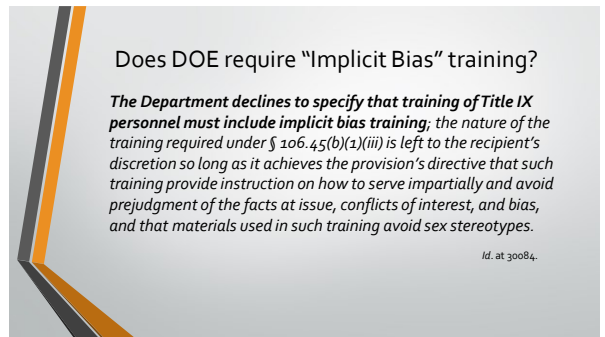 Does DOE require “Implicit Bias” training?
The Department declines to specify that training of Title IX
personnel must include implicit bias training; the nature of the
training required under § 106.45(b)(1)(iii) is left to the recipient’s
discretion so long as it achieves the provision’s directive that such
training provide instruction on how to serve impartially and avoid
prejudgment of the facts at issue, conflicts of interest, and bias,
and that materials used in such training avoid sex stereotypes.
Id. at 30084.